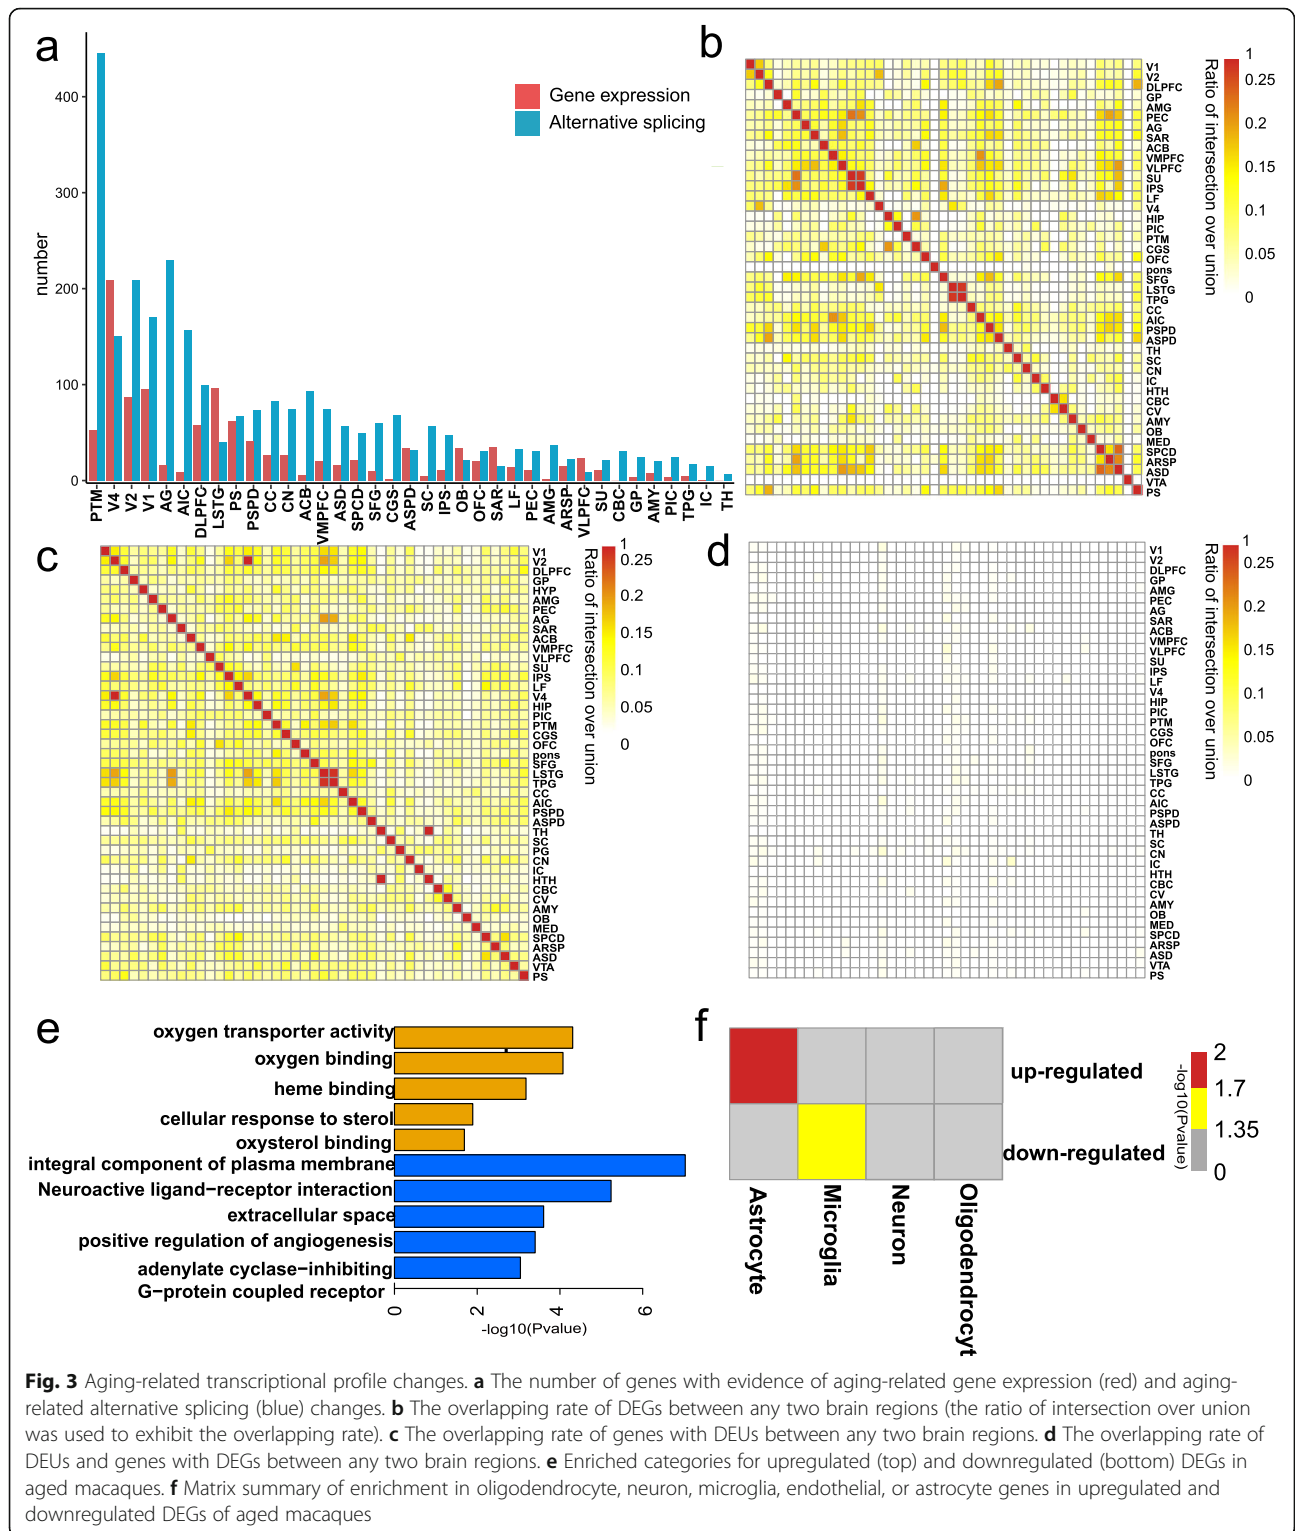 a
number
400
300
200
100
0
Gene expression
Alternative splicing
PTM
V4
V2
V1
AG
AIC
DLPFC
LSTG
PS
PSPD
CC
CN
ACB
VMPFC
ASD
SPCD
SFG
CGS
ASPD
SC
IPS
OB
OFC
SAR
LF
PEC
AMG
ARSP
VLPFC
SU
CBC
GP
AMY
PIC
TPG
IC
TH
b
V1
V2
DLPFC
GP
AMG
PEC
AG
SAR
ACB
VMPFC
VLPFC
SU
IPS
LF
V4
HIP
PIC
PTM
CGS
OFC
pons
SFG
LSTG
TPG
CC
AIC
PSPD
ASPD
TH
SC
CN
IC
HTH
CBC
CV
AMY
OB
MED
SPCD
ARSP
ASD
VTA
PS
Ratio of intersection over union
1
0.25
0.2
0.15
0.1
0.05
0
c
V1
V2
DLPFC
GP
HYP
AMG
PEC
AG
SAR
ACB
VMPFC
VLPFC
SU
IPS
LF
V4
HIP
PIC
PTM
CGS
OFC
pons
SFG
LSTG
TPG
CC
AIC
PSPD
ASPD
TH
SC
PG
CN
IC
HTH
CBC
CV
AMY
OB
MED
SPCD
ARSP
ASD
VTA
PS
Ratio of intersection over union
1
0.25
0.2
0.15
0.1
0.05
0
d
V1
V2
DLPFC
GP
AMG
PEC
AG
SAR
ACB
VMPFC
VLPFC
SU
IPS
LF
V4
HIP
PIC
PTM
CGS
OFC
pons
SFG
LSTG
TPG
CC
AIC
PSPD
ASPD
TH
SC
CN
IC
HTH
CBC
CV
AMY
OB
MED
SPCD
ARSP
ASD
VTA
PS
Ratio of intersection over union
1
0.25
0.2
0.15
0.1
0.05
0
e
oxygen transporter activity
oxygen binding
heme binding
cellular response to sterol
oxysterol binding
integral component of plasma membrane
Neuroactive ligand−receptor interaction
extracellular space
positive regulation of angiogenesis
adenylate cyclase−inhibiting
G−protein coupled receptor
0
2
4
6
-log10(Pvalue)
f
up-regulated
down-regulated
Astrocyte
Microglia
Neuron
Oligodendrocyt
-log10(Pvalue)
2
1.7
1.35
0
Fig. 3 Aging-related transcriptional profile changes. a The number of genes with evidence of aging-related gene expression (red) and aging-
related alternative splicing (blue) changes. b The overlapping rate of DEGs between any two brain regions (the ratio of intersection over union
was used to exhibit the overlapping rate). c The overlapping rate of genes with DEUs between any two brain regions. d The overlapping rate of
DEUs and genes with DEGs between any two brain regions. e Enriched categories for upregulated (top) and downregulated (bottom) DEGs in
aged macaques. f Matrix summary of enrichment in oligodendrocyte, neuron, microglia, endothelial, or astrocyte genes in upregulated and
downregulated DEGs of aged macaques